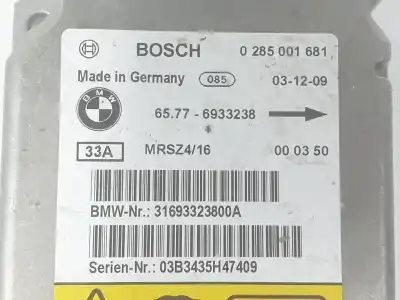 BOSCH 0 285 001 681
Made in Germany 085 03-12-09
BMW 65.77 - 6933238
33A MRSZ4/16 00 03 50
BMW-Nr.: 31693323800A
Serien-Nr.: 03B3435H47409